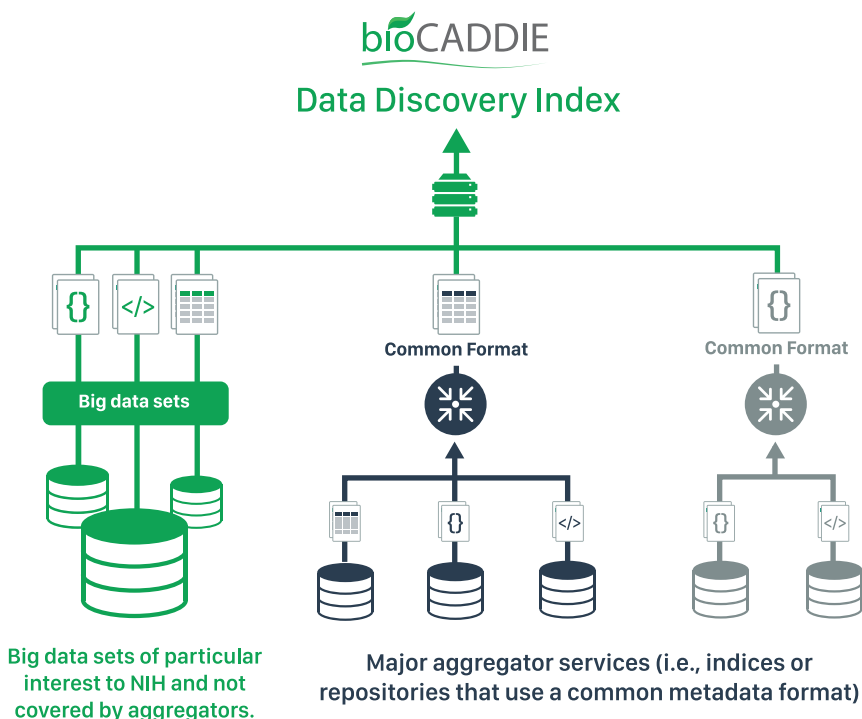 bioCADDIE
Data Discovery Index
{}
</>
{}
Common Format
Common Format
Big data sets
{}
</>
{}
</>
Big data sets of particular
interest to NIH and not
covered by aggregators.
Major aggregator services (i.e., indices or
repositories that use a common metadata format)